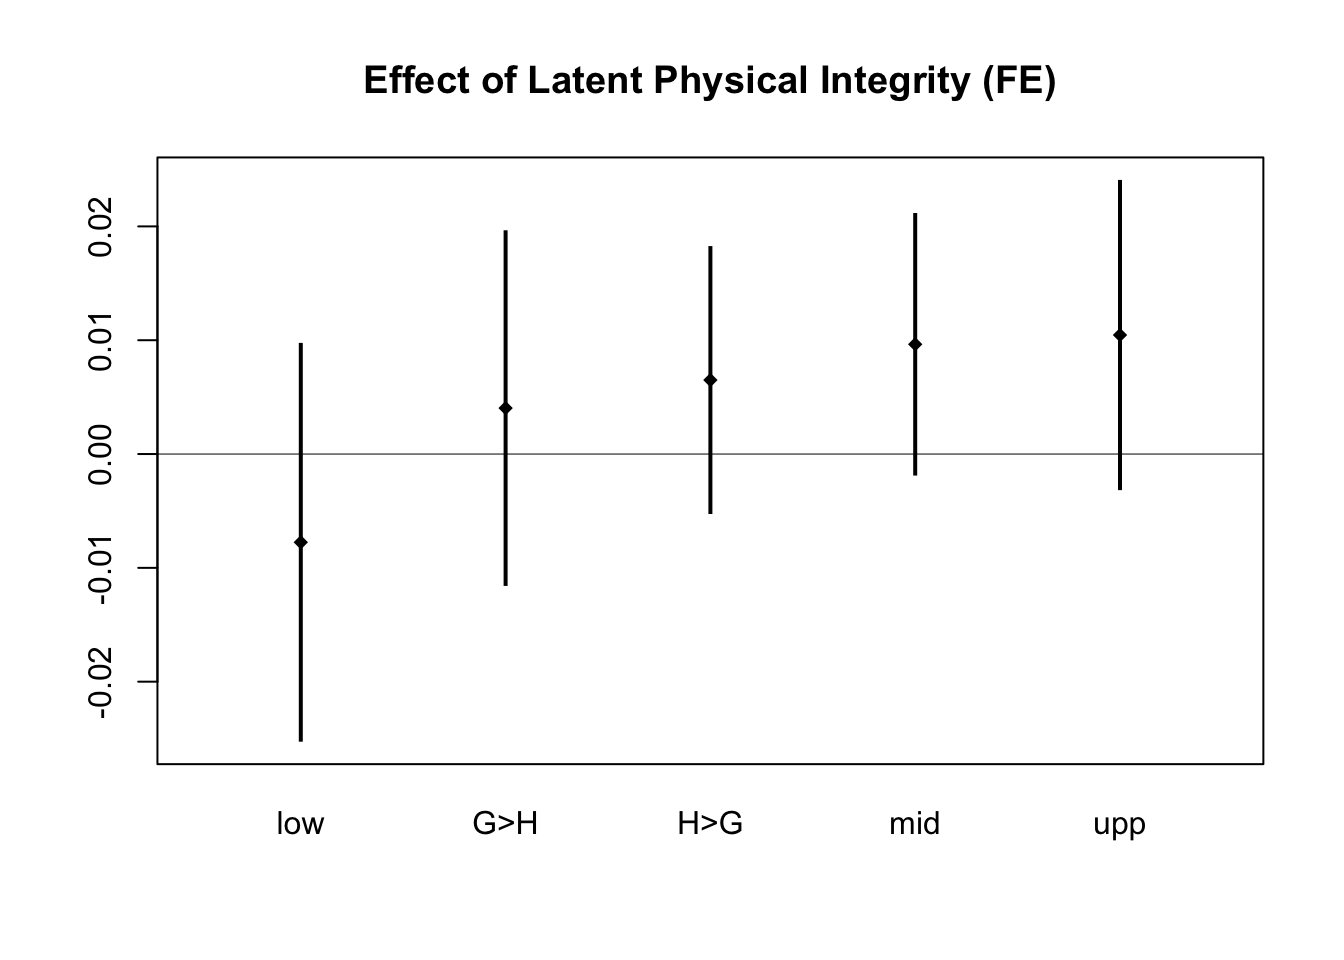 Effect of Latent Physical Integrity (FE)
0.02
0.01
0.00
-0.01
-0.02
low G>H H>G mid upp